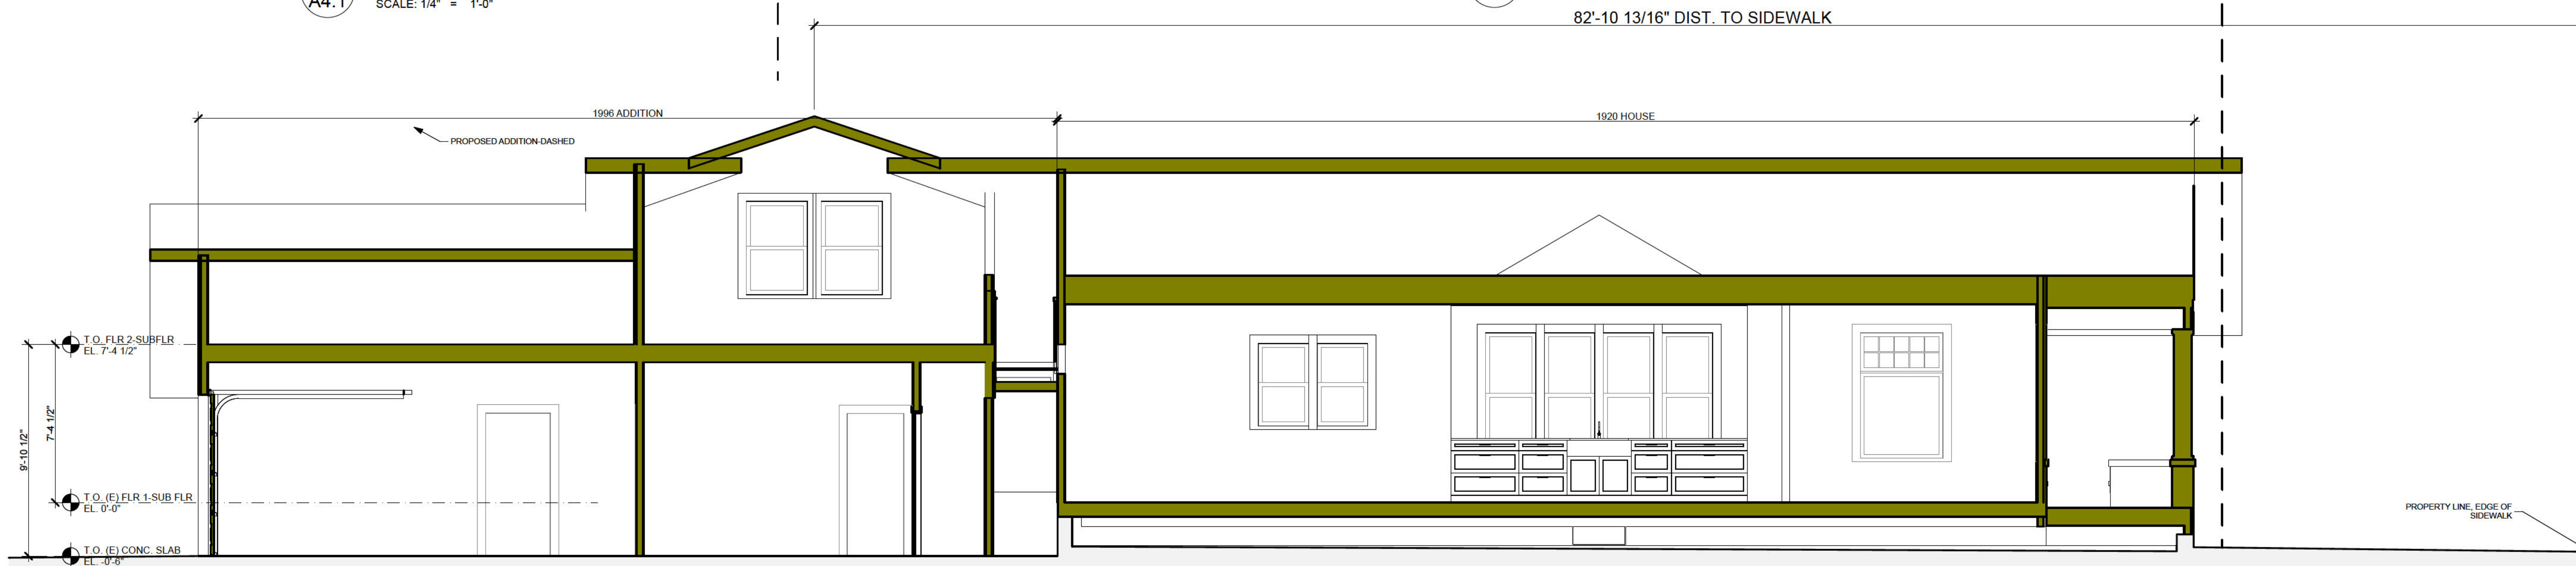 A4.1
SCALE: 1/4" = 1'-0"
82'-10 13/16" DIST. TO SIDEWALK
1996 ADDITION
1920 HOUSE
PROPOSED ADDITION-DASHED
T.O. FLR 2-SUBFLR
EL. 7'-4 1/2"
9'-10 1/2"
7'-4 1/2"
T.O. (E) FLR 1-SUB FLR
EL. 0'-0"
T.O. (E) CONC. SLAB
EL. -0'-6"
PROPERTY LINE, EDGE OF
SIDEWALK